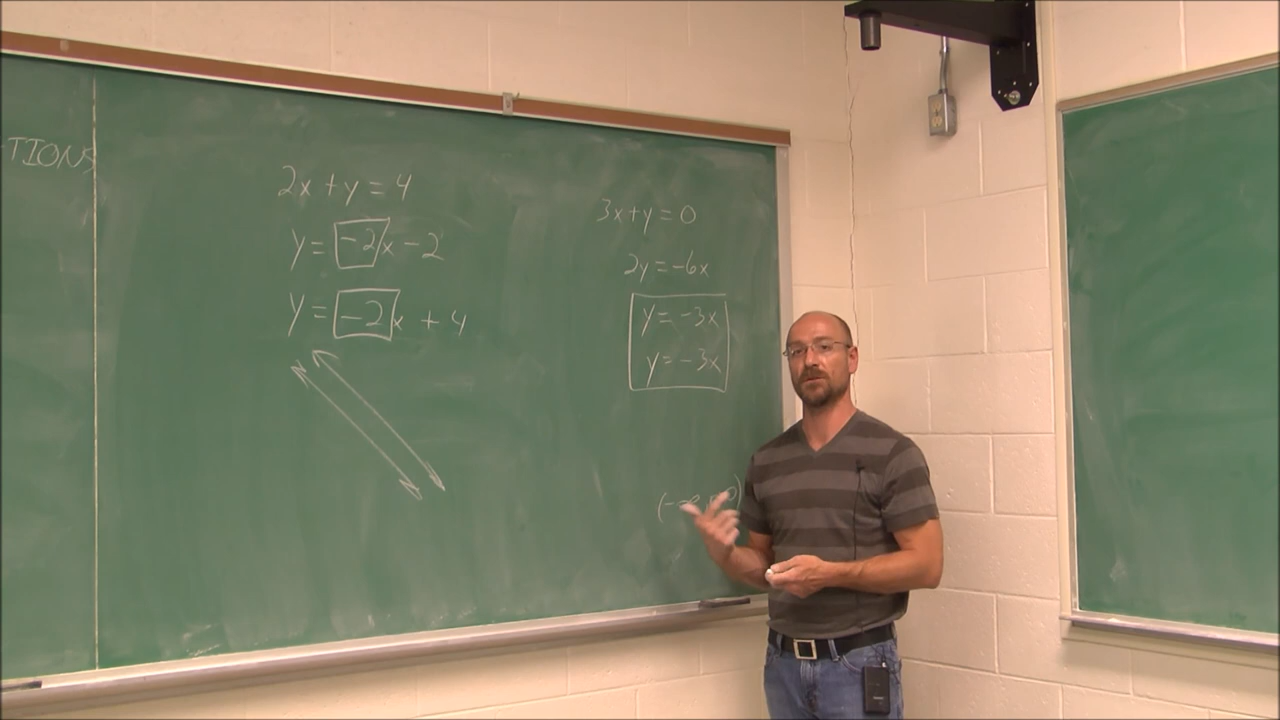 TIONS
2x + y = 4
y = -2x - 2
y = -2x + 4
3x + y = 0
2y = -6x
y = -3x
y = -3x